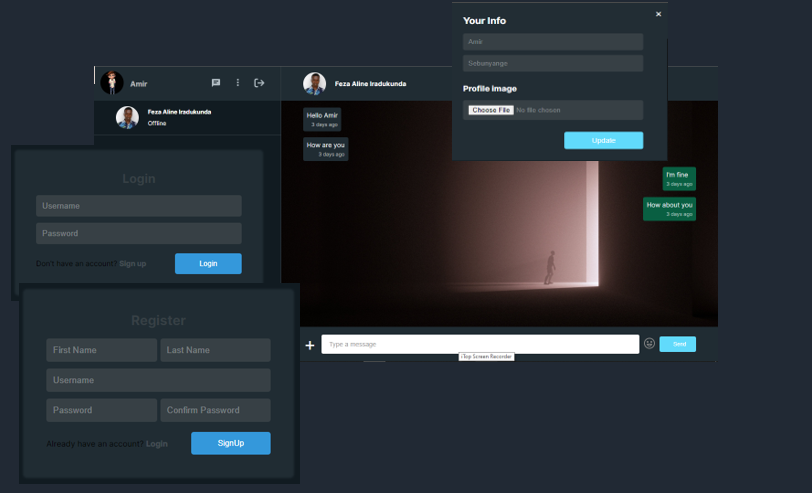 Your Info
×
Amir
Sebunyange
Profile image
Choose File No file chosen
Update
Amir
Feza Aline Iradukunda
Feza Aline Iradukunda
Offline
Hello Amir
3 days ago
How are you
3 days ago
I'm fine
3 days ago
How about you
3 days ago
Login
Username
Password
Don't have an account? Sign up
Login
Register
First Name
Last Name
Username
Password
Confirm Password
Already have an account? Login
SignUp
+
Type a message
Send
iTop Screen Recorder